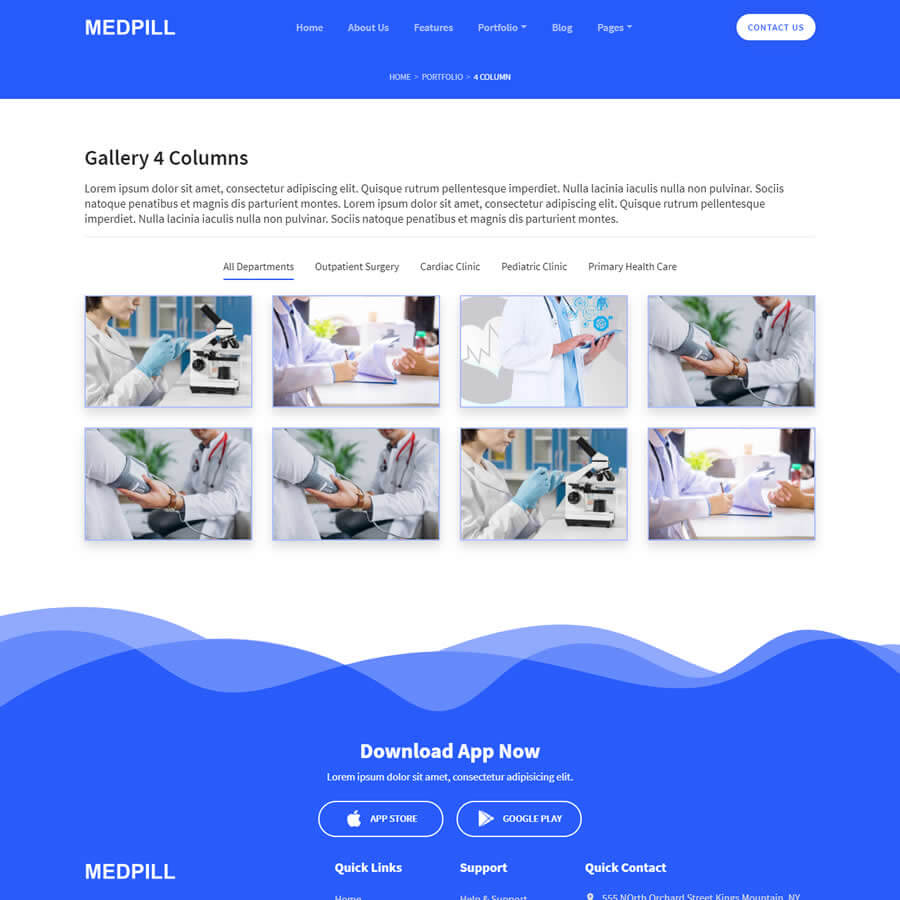 MEDPILL
Home About Us Features Portfolio Blog Pages
CONTACT US
HOME > PORTFOLIO > 4 COLUMN
Gallery 4 Columns
Lorem ipsum dolor sit amet, consectetur adipiscing elit. Quisque rutrum pellentesque imperdiet. Nulla lacinia iaculis nulla non pulvinar. Sociis
natoque penatibus et magnis dis parturient montes. Lorem ipsum dolor sit amet, consectetur adipiscing elit. Quisque rutrum pellentesque
imperdiet. Nulla lacinia iaculis nulla non pulvinar. Sociis natoque penatibus et magnis dis parturient montes.
All Departments Outpatient Surgery Cardiac Clinic Pediatric Clinic Primary Health Care
Download App Now
Lorem ipsum dolor sit amet, consectetur adipisicing elit.
APP STORE GOOGLE PLAY
MEDPILL
Quick Links
Home
Support
Help & Support
Quick Contact
555 NOrth Orchard Street Kings Mountain, NY